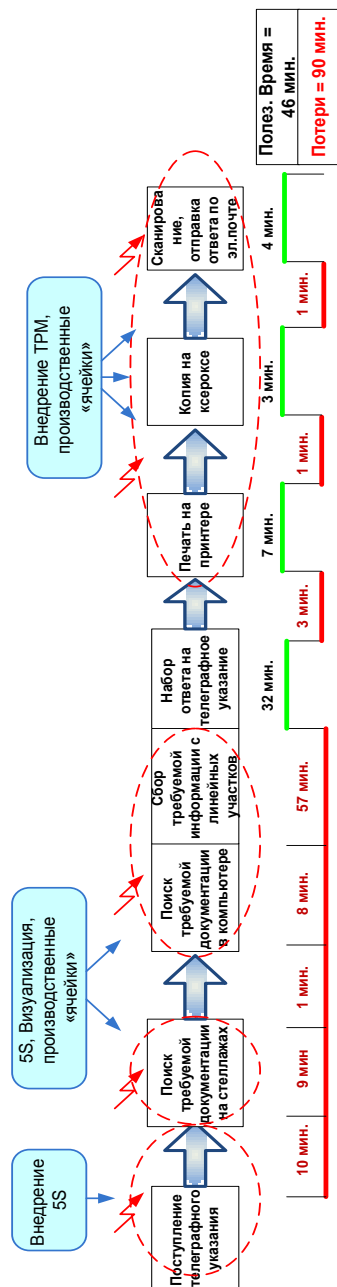 Внедрение
5S
5S, Визуализация,
производственные
«ячейки»
Внедрение TPM,
производственные
«ячейки»
Поступление
телеграфного
указания
Поиск
требуемой
документации
на стеллажах
Поиск
требуемой
документации
в компьютере
Сбор
требуемой
информации с
линейных
участков
Набор
ответа на
телеграфное
указание
Печать на
принтере
Копия на
ксероксе
Сканирова
ние,
отправка
ответа по
эл.почте
10 мин.
9 мин
1 мин.
8 мин.
57 мин.
32 мин.
3 мин.
7 мин.
1 мин.
3 мин.
1 мин.
4 мин.
Полез. Время =
46 мин.
Потери = 90 мин.